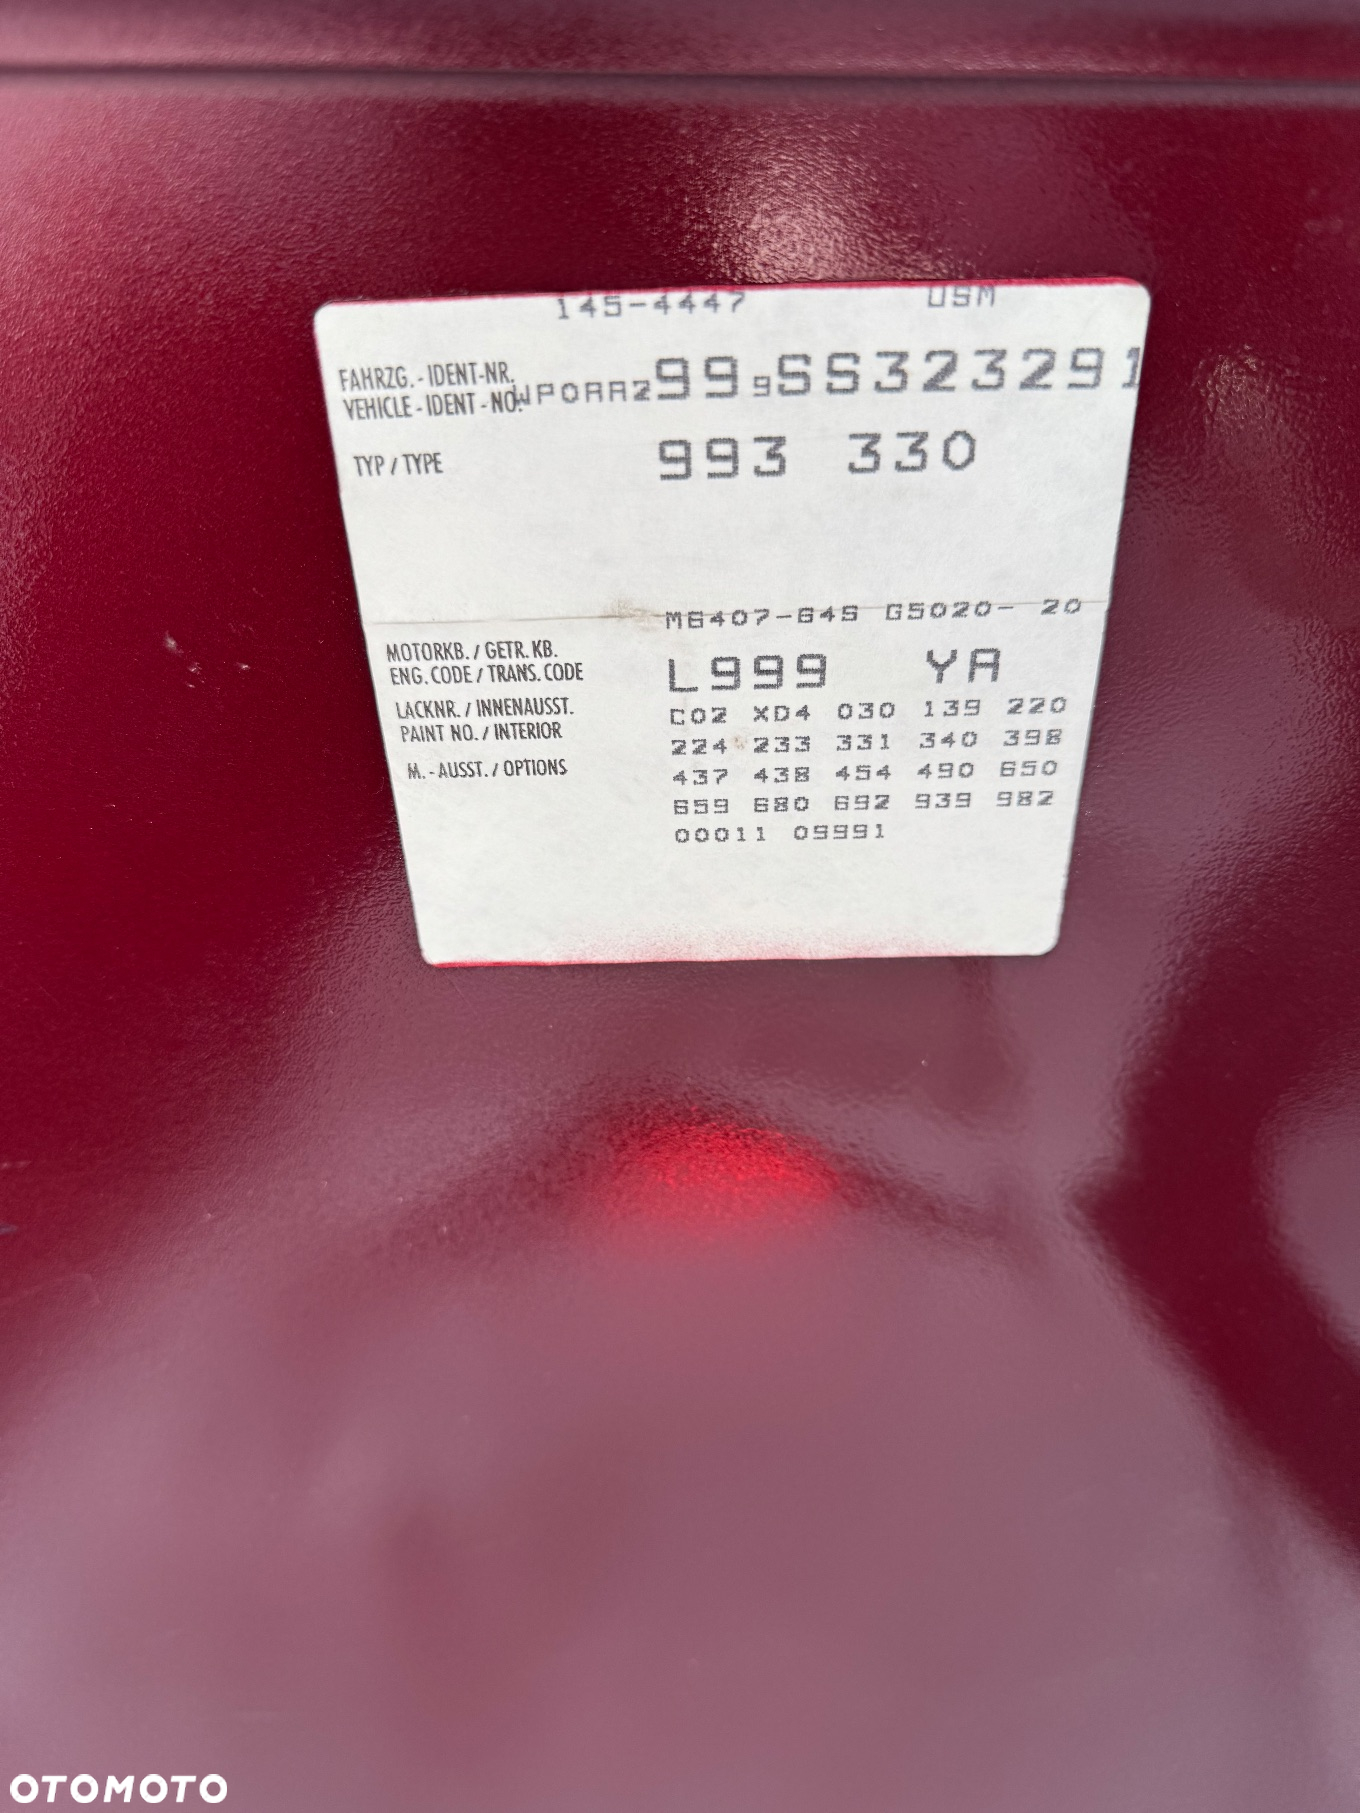 145-4447 USM
FAHRZG.-IDENT-NR.
VEHICLE-IDENT-NO. WP0AA2999SS323291
TYP/TYPE 993 330
M6407-64S G5020- 20
MOTORKB./GETR.KB.
ENG.CODE/TRANS.CODE L999 YA
LACKNR./INNENAUSST.
PAINT NO./INTERIOR
M.-AUSST./OPTIONS
C02 XD4 030 139 220
224 233 331 340 398
437 438 454 490 650
659 680 692 939 982
00011 09991
OTOMOTO